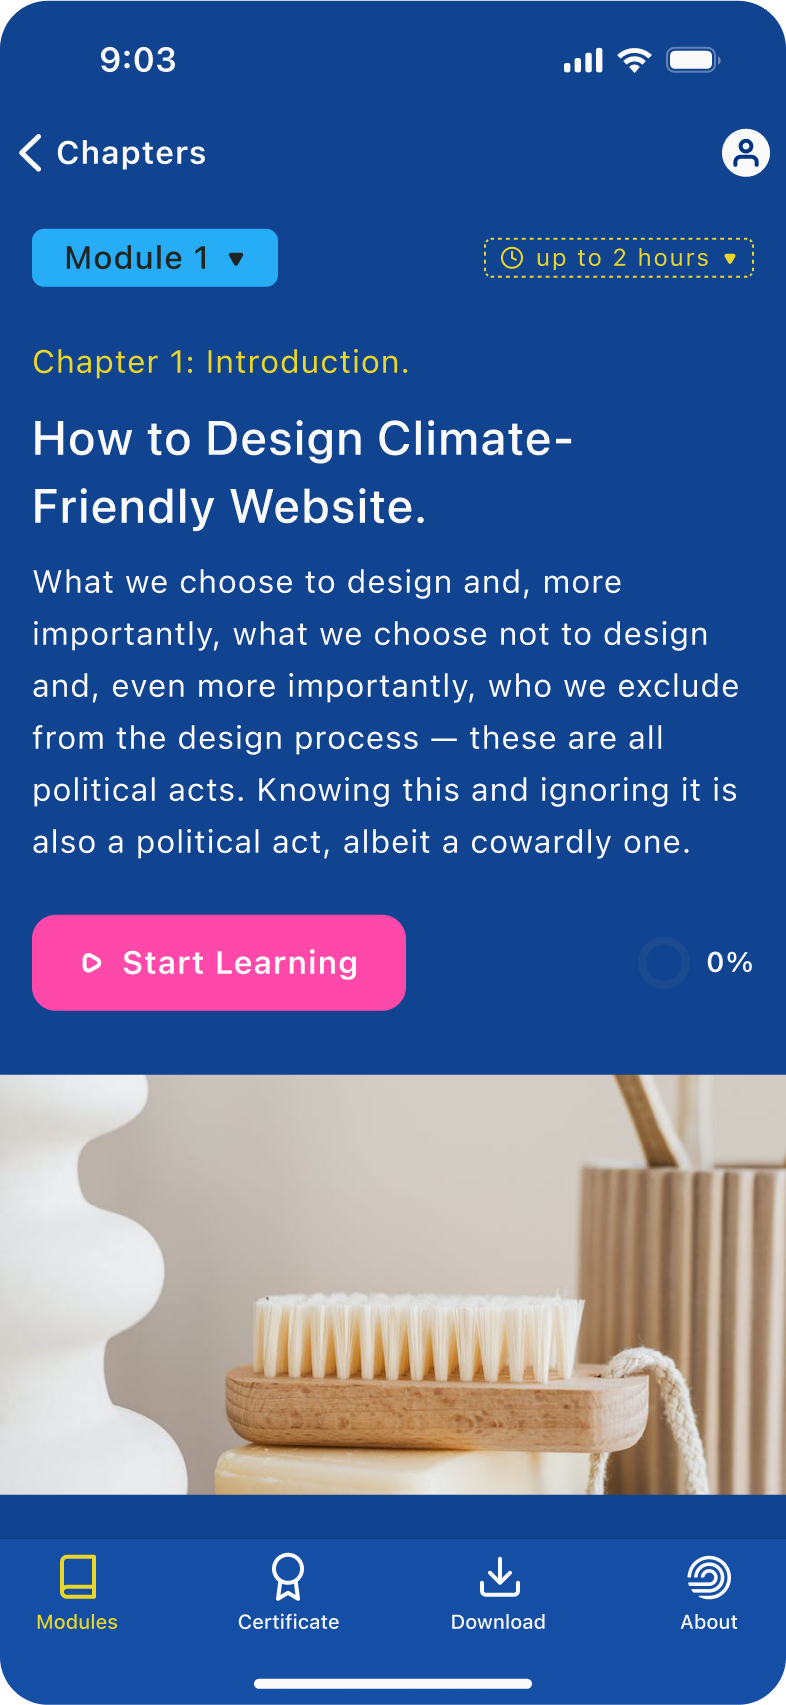 9:03
Chapters
Module 1
up to 2 hours
Chapter 1: Introduction.
How to Design Climate-
Friendly Website.
What we choose to design and, more
importantly, what we choose not to design
and, even more importantly, who we exclude
from the design process — these are all
political acts. Knowing this and ignoring it is
also a political act, albeit a cowardly one.
Start Learning
0%
Modules
Certificate
Download
About